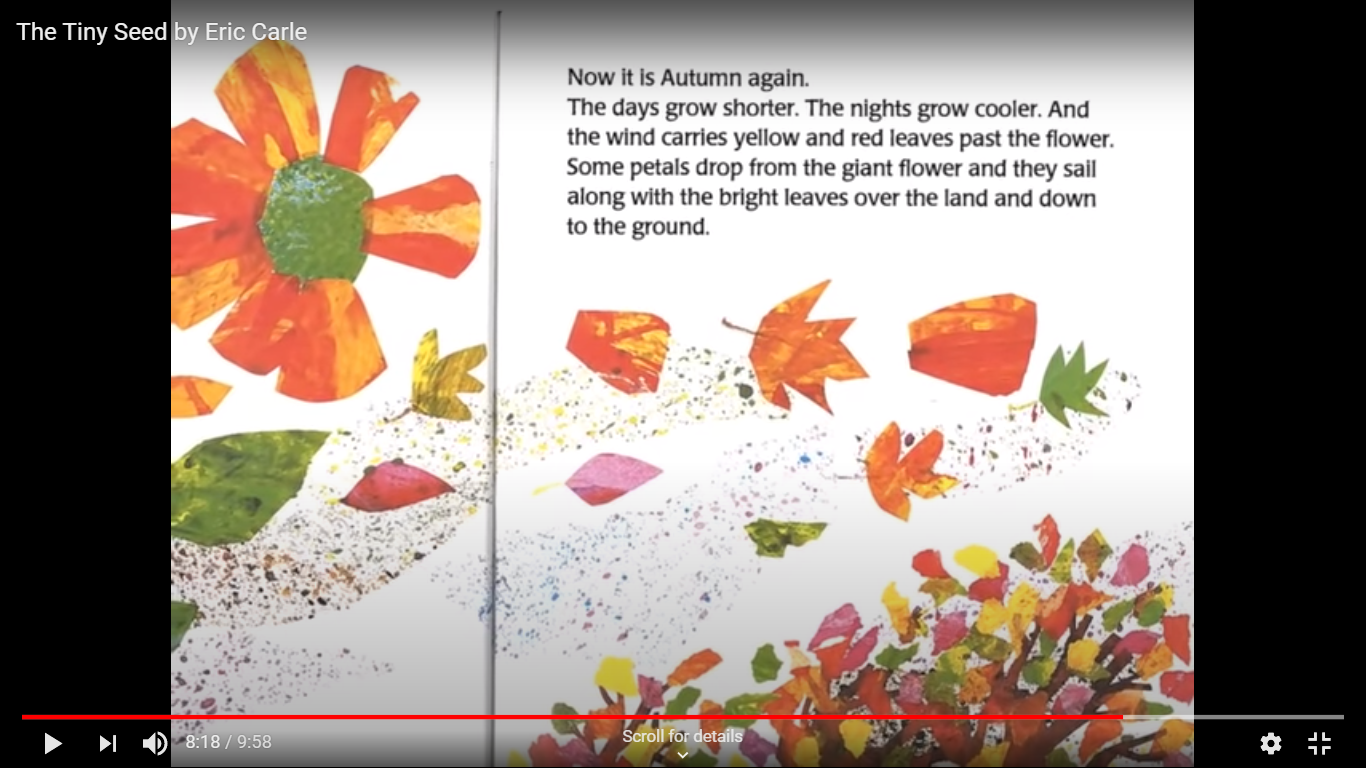 The Tiny Seed by Eric Carle
Now it is Autumn again.
The days grow shorter. The nights grow cooler. And
the wind carries yellow and red leaves past the flower.
Some petals drop from the giant flower and they sail
along with the bright leaves over the land and down
to the ground.
8:18 / 9:58
Scroll for details